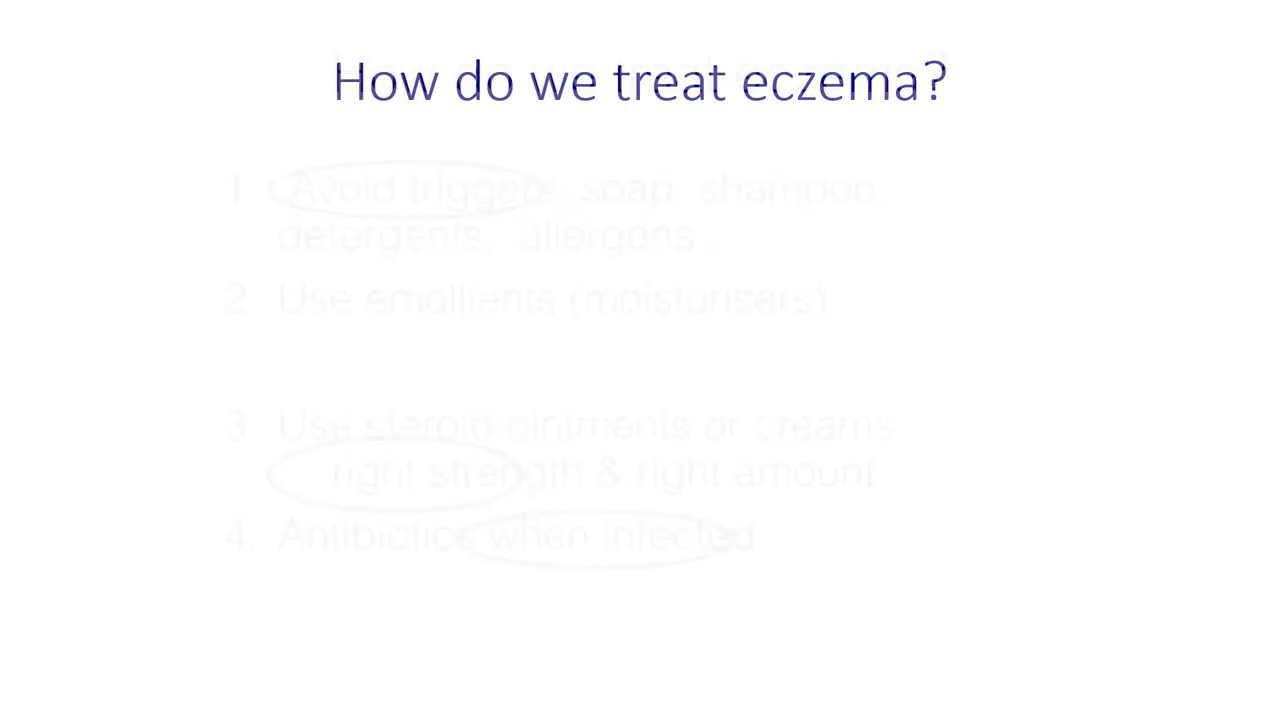 How do we treat eczema?
1. Avoid triggers: soap, shampoo,
detergents, allergens .
2. Use emollients (moisturisers)
3. Use steroid ointments or creams
right strength & right amount
4. Antibiotics when infected